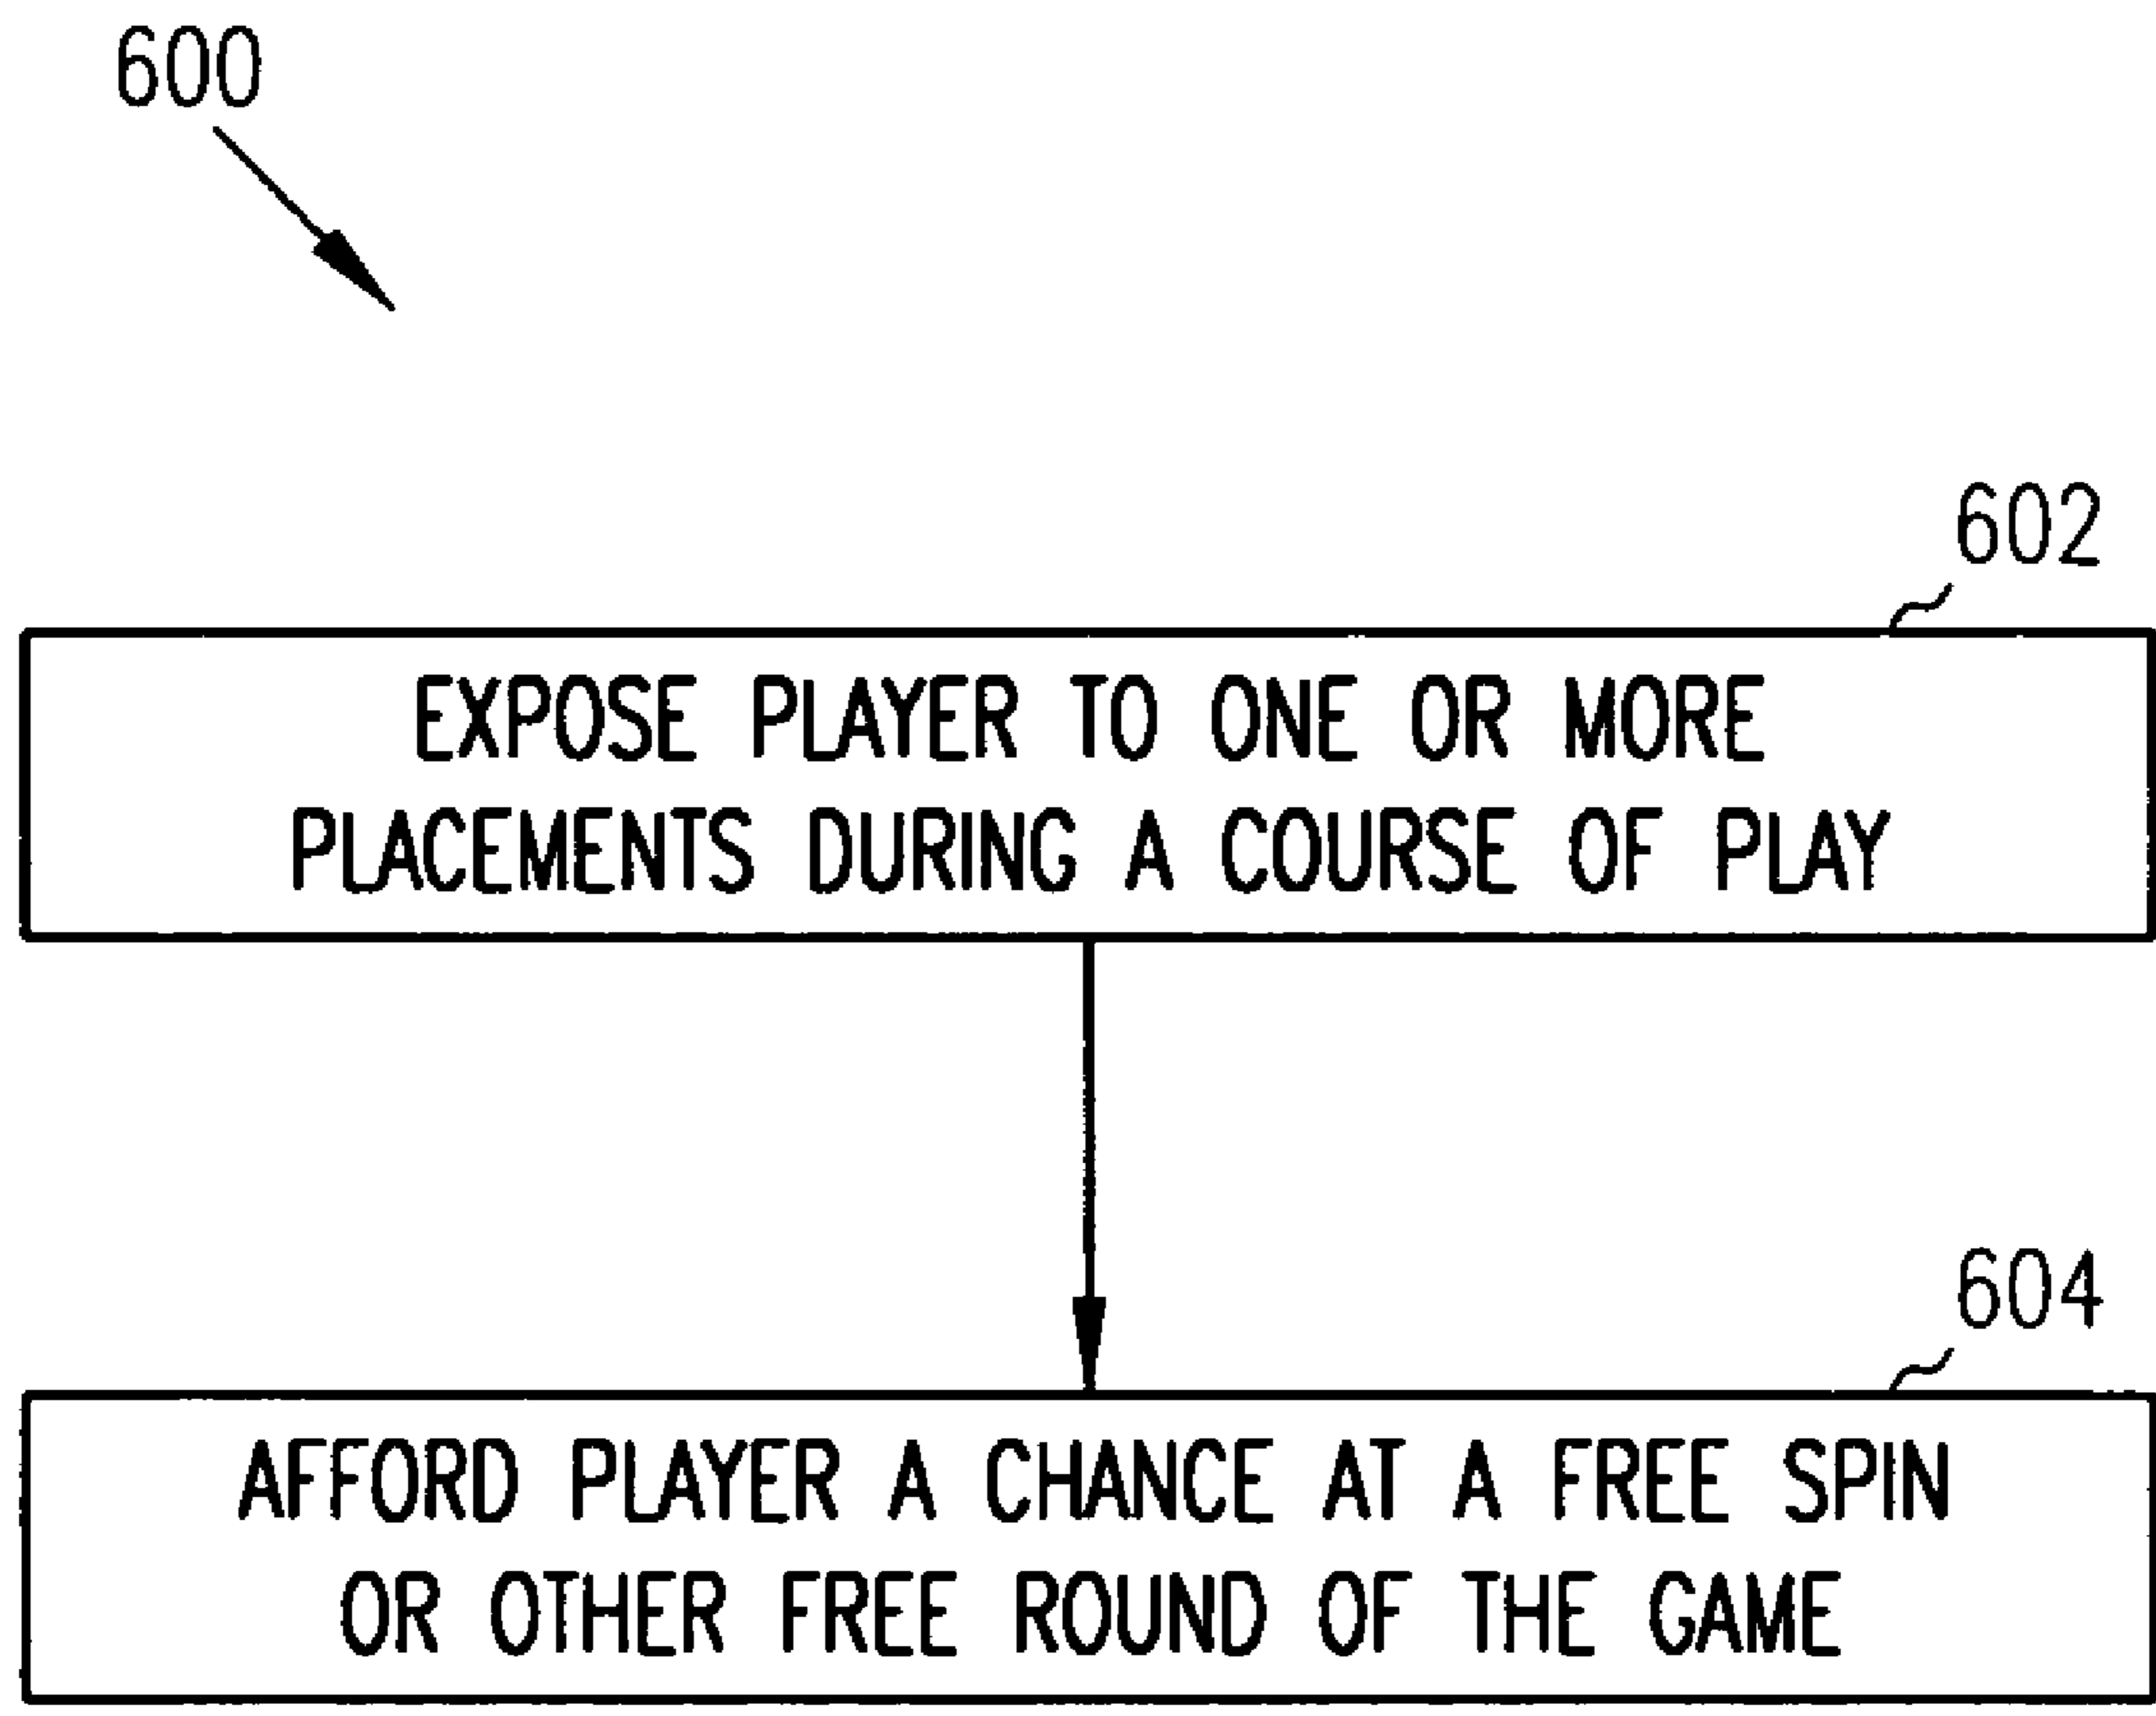 600
602
EXPOSE PLAYER TO ONE OR MORE
PLACEMENTS DURING A COURSE OF PLAY
604
AFFORD PLAYER A CHANCE AT A FREE SPIN
OR OTHER FREE ROUND OF THE GAME